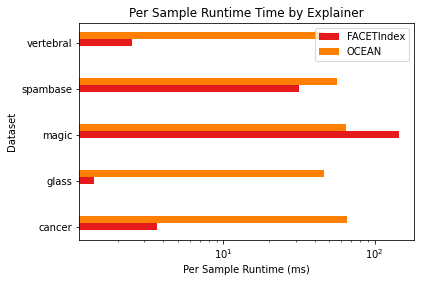 Per Sample Runtime Time by Explainer
FACETIndex
OCEAN
vertebral
spambase
magic
glass
cancer
Dataset
10¹
10²
Per Sample Runtime (ms)